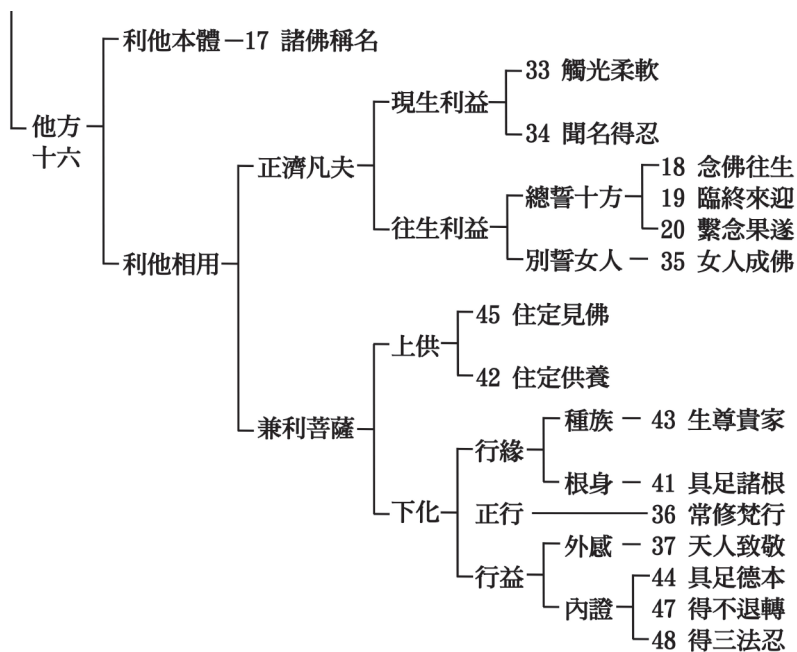 利他本體 17 諸佛稱名
他方
十六
利他相用
正濟凡夫
現生利益
33 觸光柔軟
34 聞名得忍
往生利益
總誓十方
18 念佛往生
19 臨終來迎
20 繫念果遂
別誓女人 — 35 女人成佛
兼利菩薩
上供
45 住定見佛
42 住定供養
下化
行緣
種族 — 43 生尊貴家
根身 — 41 具足諸根
正行 — 36 常修梵行
行益
外感 — 37 天人致敬
內證
44 具足德本
47 得不退轉
48 得三法忍